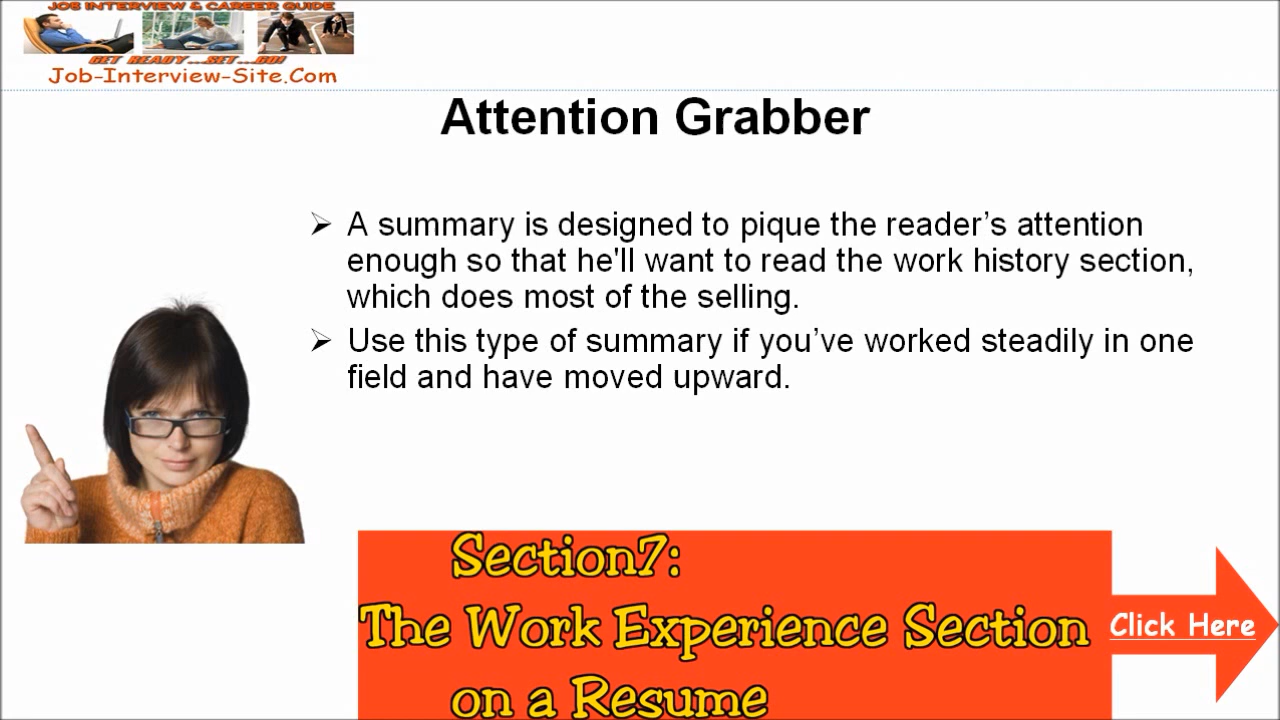 JOB INTERVIEW & CAREER GUIDE
GET READY...SET...GO!
Job-Interview-Site.Com
Attention Grabber
A summary is designed to pique the reader’s attention
enough so that he'll want to read the work history section,
which does most of the selling.
Use this type of summary if you’ve worked steadily in one
field and have moved upward.
Section7:
The Work Experience Section
on a Resume
Click Here